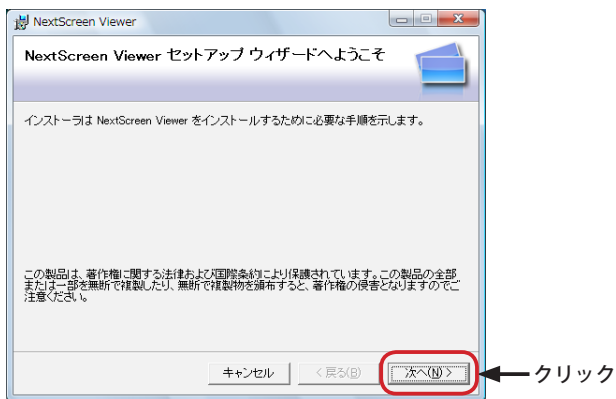 NextScreen Viewer
NextScreen Viewer セットアップ ウィザードへようこそ
インストーラは NextScreen Viewer をインストールするために必要な手順を示します。
この製品は、著作権に関する法律および国際条約により保護されています。この製品の全部
または一部を無断で複製したり、無断で複製物を頒布すると、著作権の侵害となりますのでご
注意ください。
キャンセル
< 戻る(B)
次へ(N) >
クリック